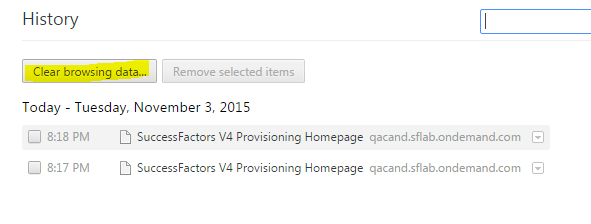 History
Clear browsing data... Remove selected items
Today - Tuesday, November 3, 2015
8:18 PM SuccessFactors V4 Provisioning Homepage qacand.sflab.ondemand.com
8:17 PM SuccessFactors V4 Provisioning Homepage qacand.sflab.ondemand.com